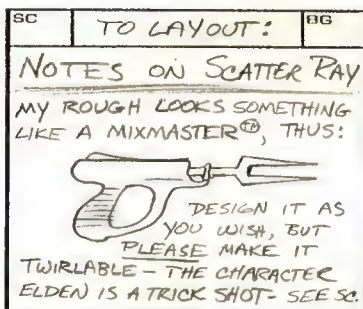 SC
TO LAYOUT:
BG
NOTES ON SCATTER RAY
MY ROUGH LOOKS SOMETHING
LIKE A MIXMASTER®, THUS:
DESIGN IT AS
YOU WISH, BUT
PLEASE MAKE IT
TWIRLABLE – THE CHARACTER
ELDEN IS A TRICK SHOT – SEE SC.